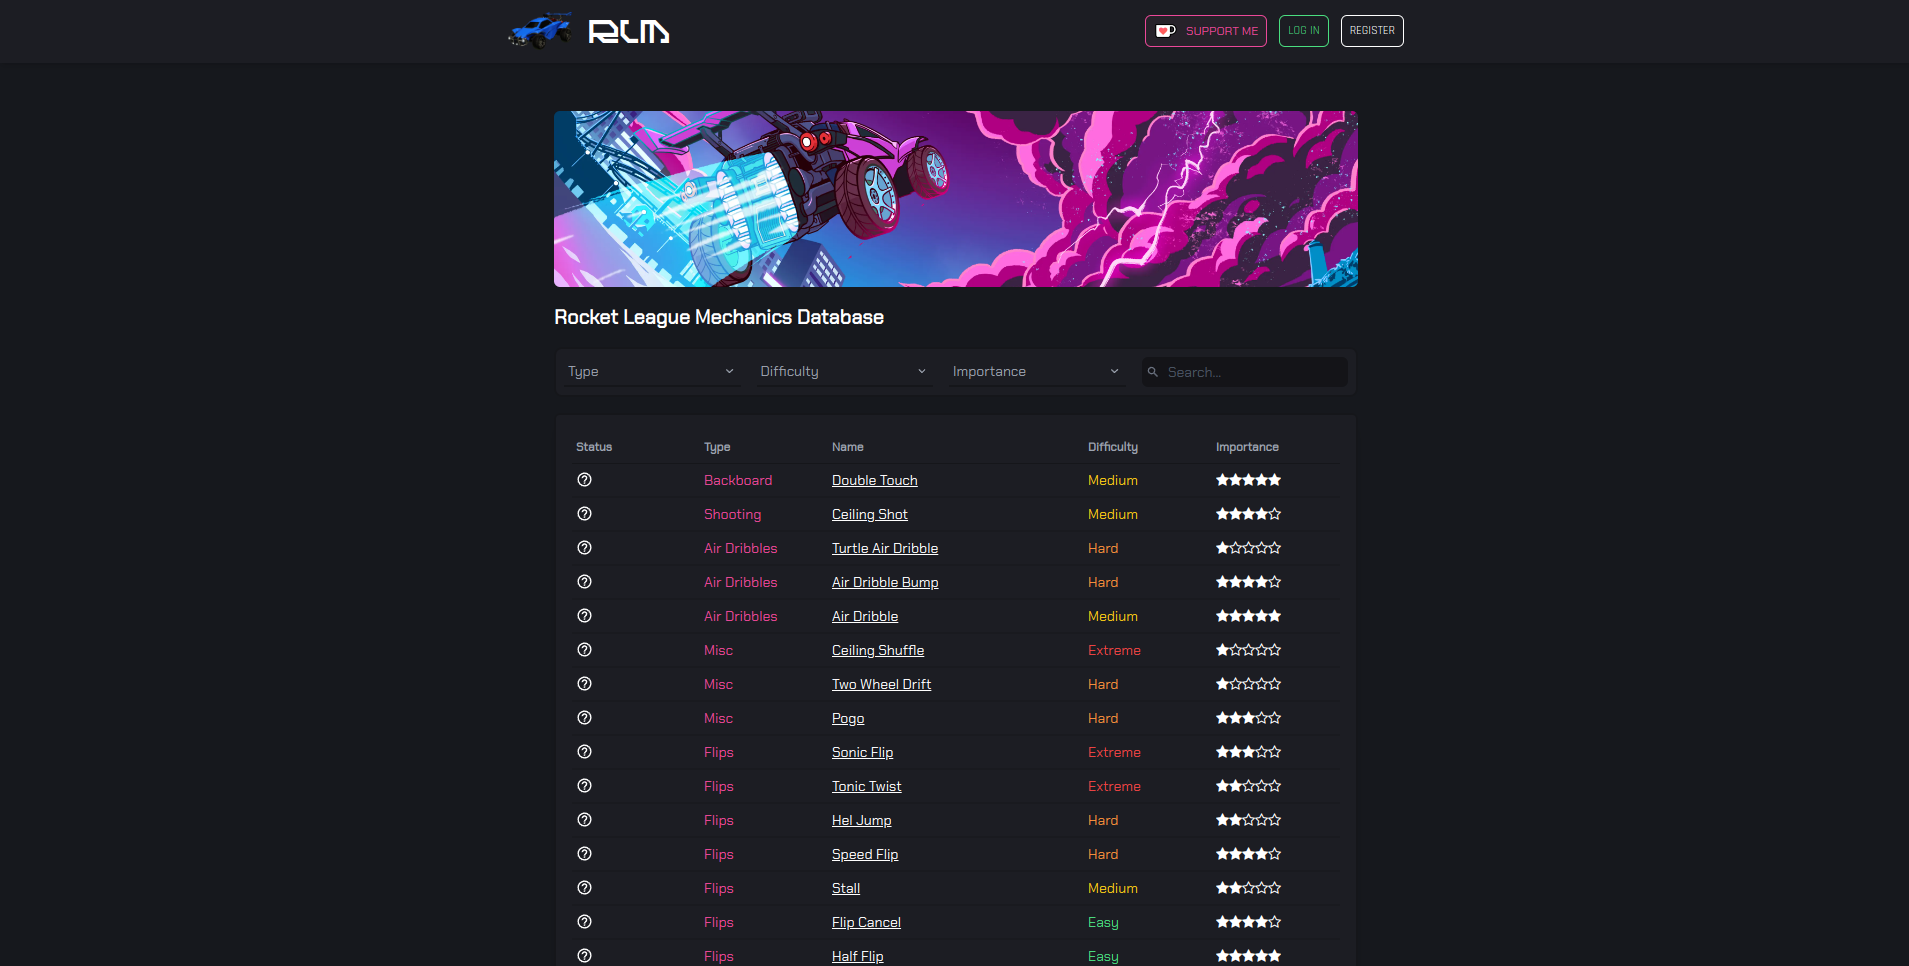 RLM
SUPPORT ME
LOG IN
REGISTER
Rocket League Mechanics Database
Type
Difficulty
Importance
Search...
Status Type Name Difficulty Importance
Backboard Double Touch Medium
Shooting Ceiling Shot Medium
Air Dribbles Turtle Air Dribble Hard
Air Dribbles Air Dribble Bump Hard
Air Dribbles Air Dribble Medium
Misc Ceiling Shuffle Extreme
Misc Two Wheel Drift Hard
Misc Pogo Hard
Flips Sonic Flip Extreme
Flips Tonic Twist Extreme
Flips Hel Jump Hard
Flips Speed Flip Hard
Flips Stall Medium
Flips Flip Cancel Easy
Flips Half Flip Easy